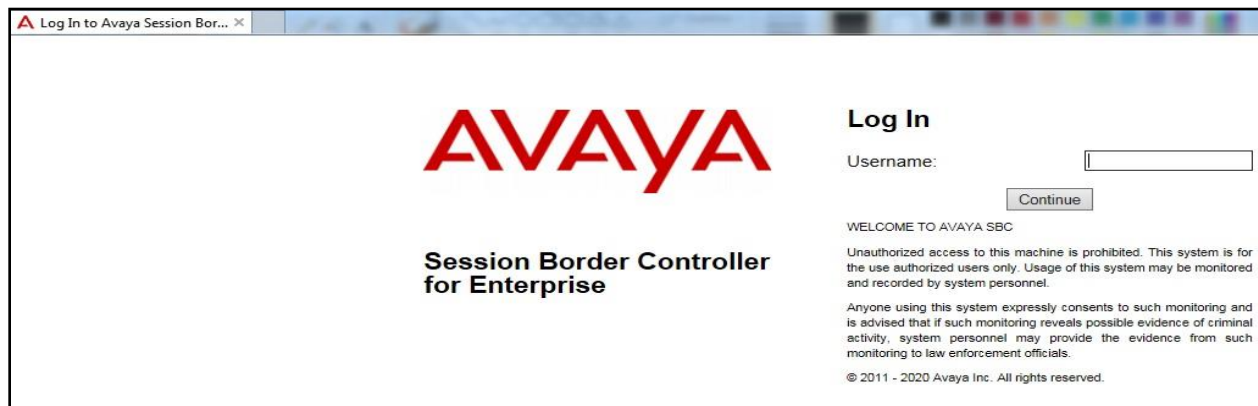 Log In to Avaya Session Bor...
AVAYA
Session Border Controller
for Enterprise
Log In
Username:
Continue
WELCOME TO AVAYA SBC
Unauthorized access to this machine is prohibited. This system is for
the use authorized users only. Usage of this system may be monitored
and recorded by system personnel.
Anyone using this system expressly consents to such monitoring and
is advised that if such monitoring reveals possible evidence of criminal
activity, system personnel may provide the evidence from such
monitoring to law enforcement officials.
© 2011 - 2020 Avaya Inc. All rights reserved.